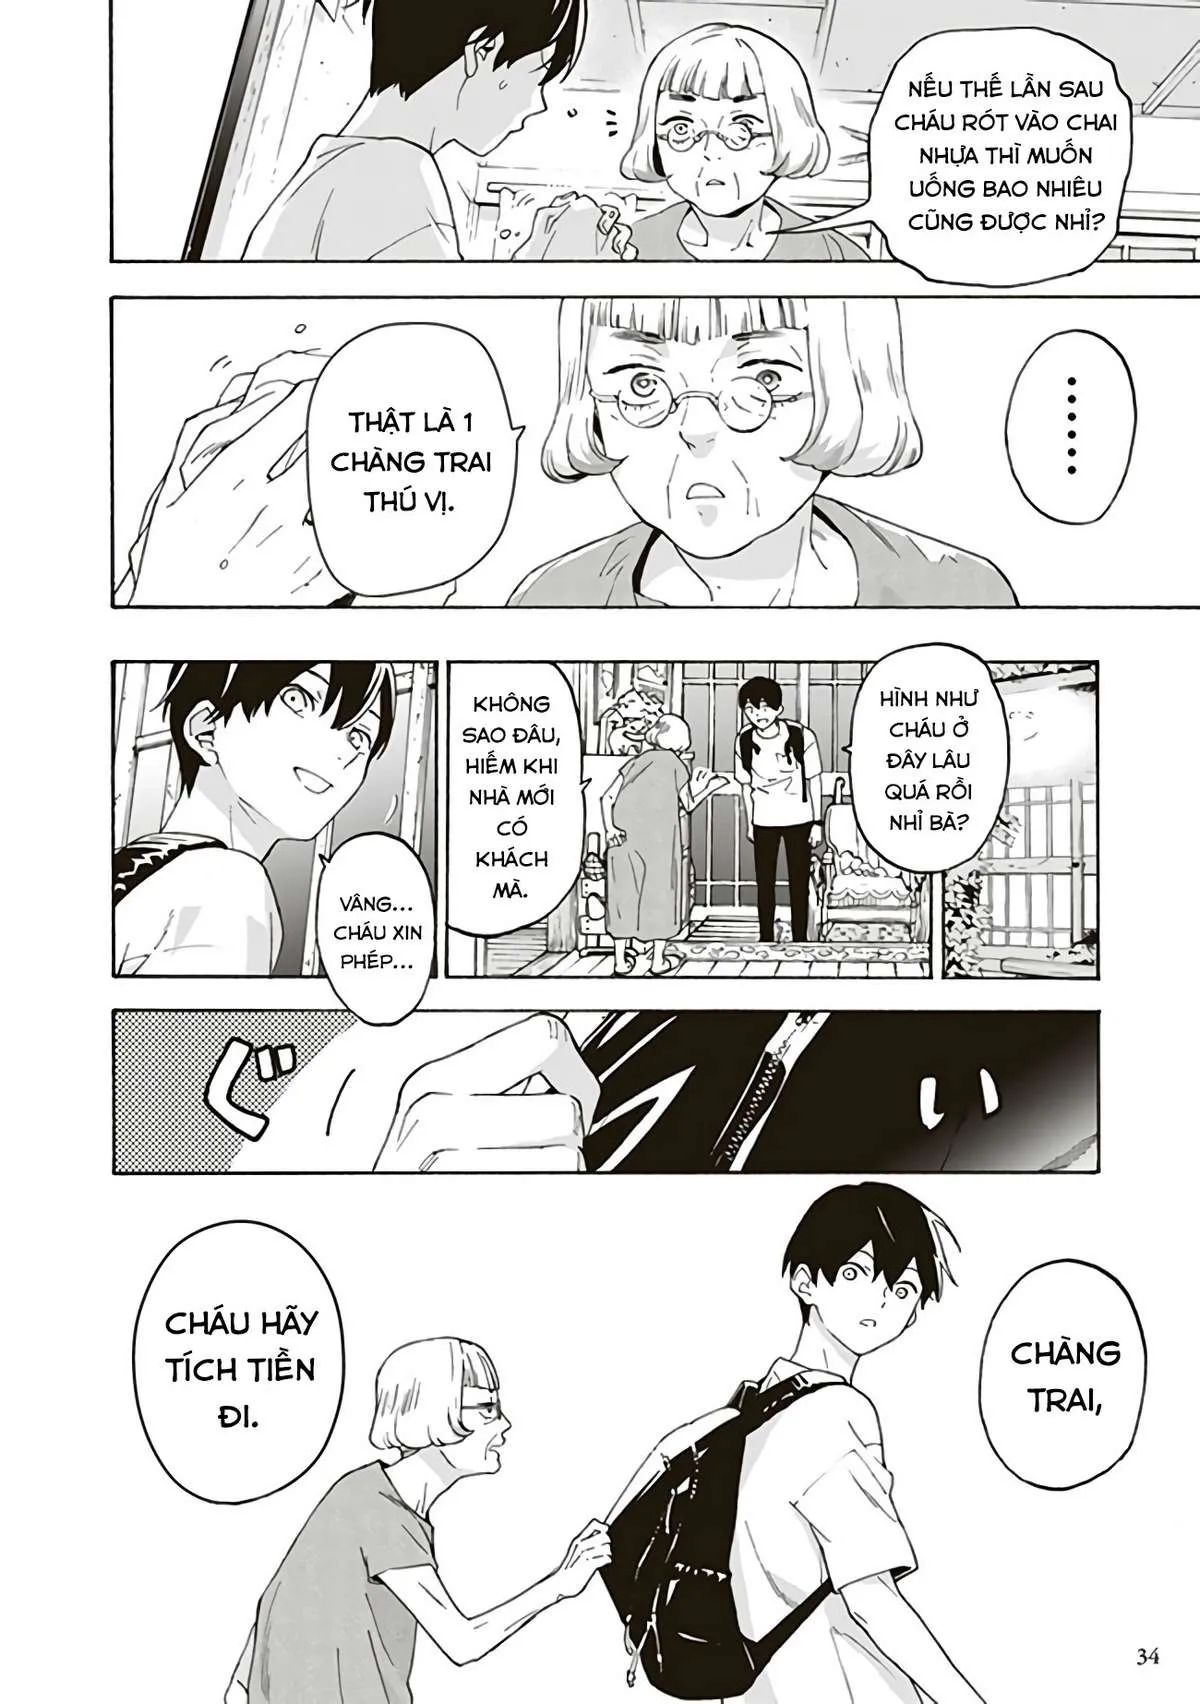 NẾU THẾ LẦN SAU
CHÁU RÓT VÀO CHAI
NHỰA THÌ MUỐN
UỐNG BAO NHIÊU
CŨNG ĐƯỢC NHỈ?
......
THẬT LÀ 1
CHÀNG TRAI
THÚ VỊ.
HÌNH NHƯ
CHÁU Ở
ĐÂY LÂU
QUÁ RỒI
NHỈ BÀ?
KHÔNG
SAO ĐÂU,
HIẾM KHI
NHÀ MỚI
CÓ
KHÁCH
MÀ.
VÂNG...
CHÁU XIN
PHÉP...
い
じ
CHÀNG
TRAI,
CHÁU HÃY
TÍCH TIỀN
ĐI.
34